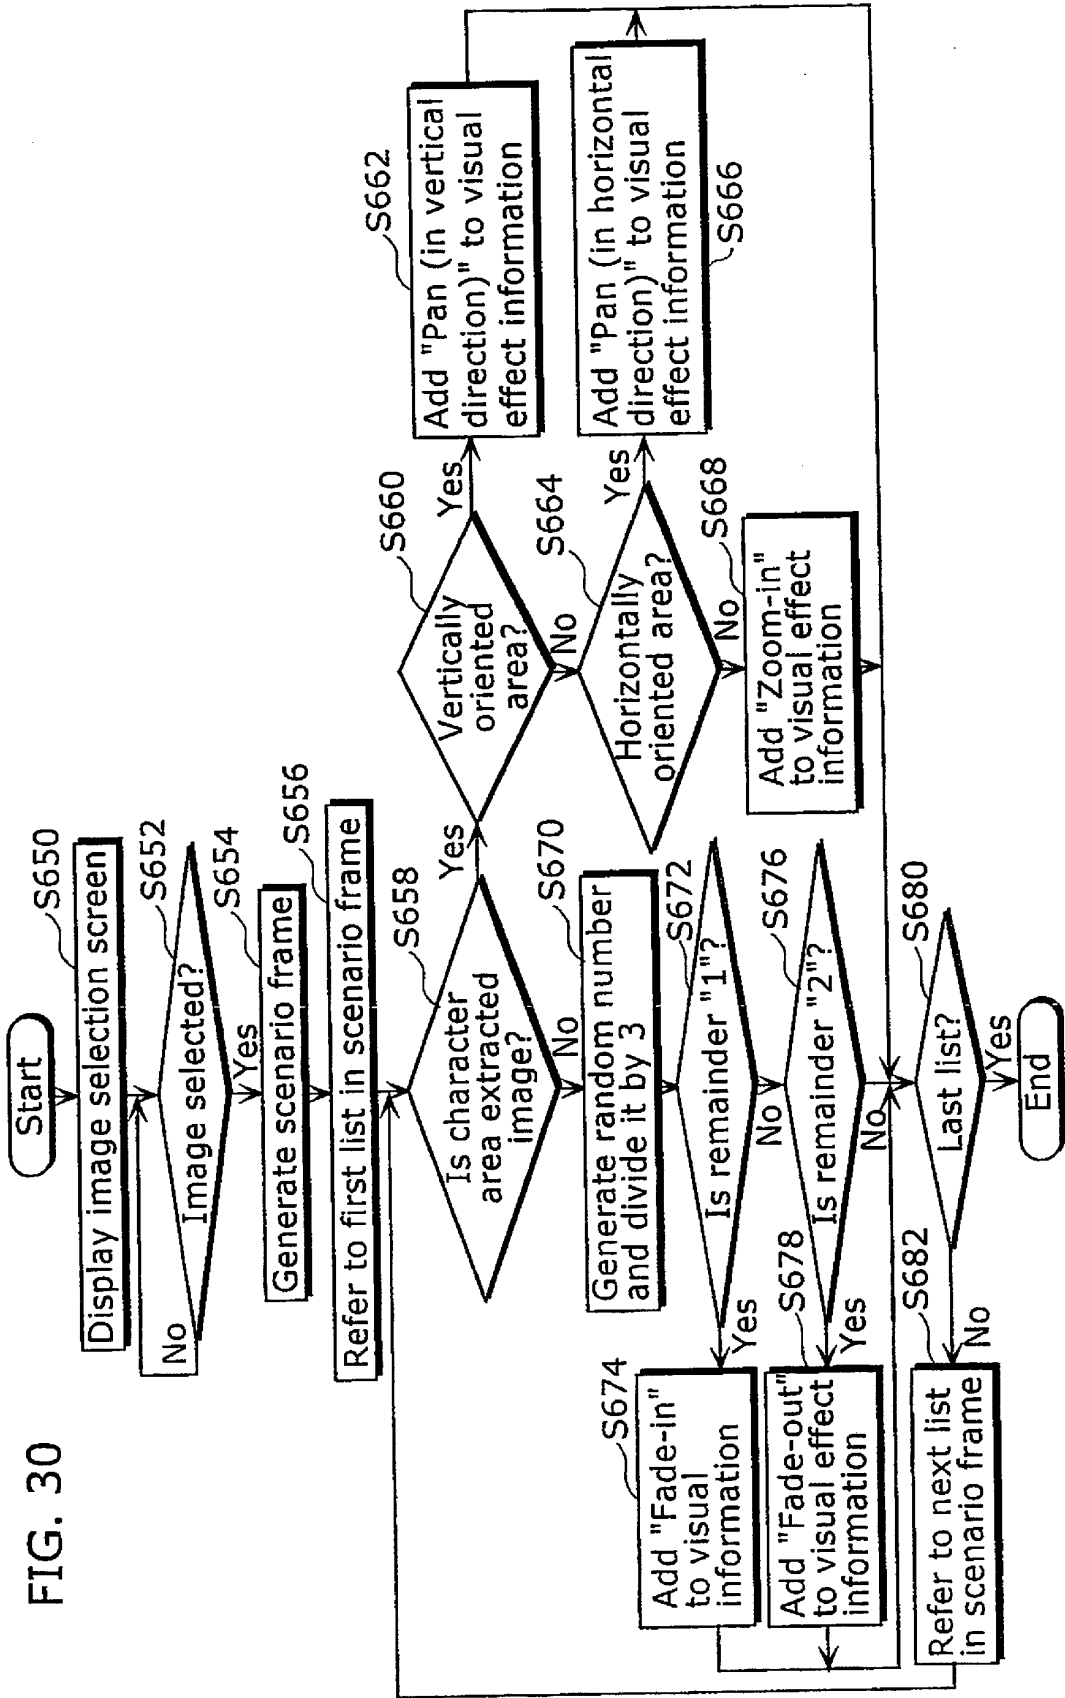 FIG. 30
Start
S650
Display image selection screen
S652
Image selected?
No
Yes
S654
Generate scenario frame
S656
Refer to first list in scenario frame
S658
Is character
area extracted
image?
Yes
No
S660
Vertically
oriented
area?
Yes
No
S662
Add "Pan (in vertical
direction)" to visual
effect information
S664
Horizontally
oriented area?
Yes
No
S666
Add "Pan (in horizontal
direction)" to visual
effect information
S668
Add "Zoom-in"
to visual effect
information
S670
Generate random number
and divide it by 3
S672
Is remainder "1"?
Yes
No
S674
Add "Fade-in"
to visual
information
S676
Is remainder "2"?
Yes
No
S678
Add "Fade-out"
to visual effect
information
S680
Last list?
No
Yes
S682
Refer to next list
in scenario frame
End